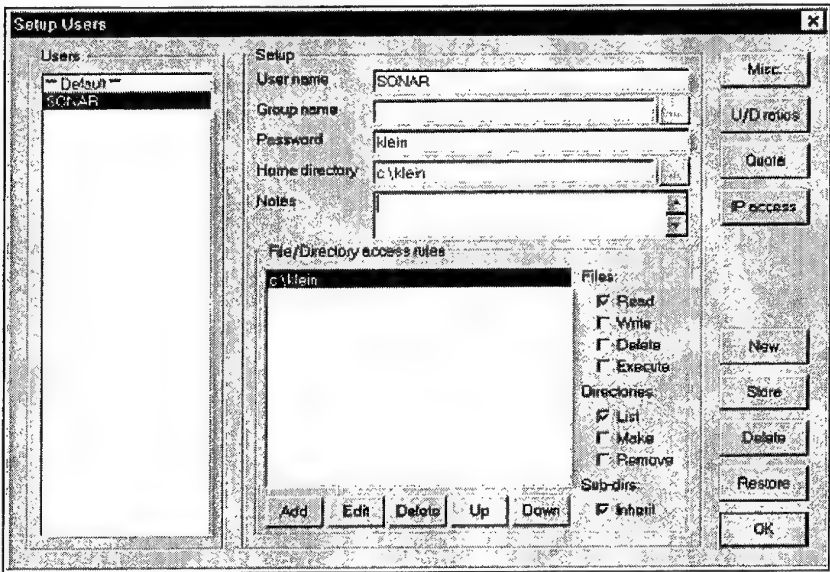 Setup Users
Users
** Default **
SONAR
Setup
User name SONAR
Group name ...
Password klein
Home directory c:\klein ...
Notes
File/Directory access rules
c:\klein
Files:
Read
Write
Delete
Execute
Directories:
List
Make
Remove
Sub-dirs:
Inherit
Add Edit Delete Up Down
Misc.
U/D ratios
Quota
IP access
New
Store
Delete
Restore
OK